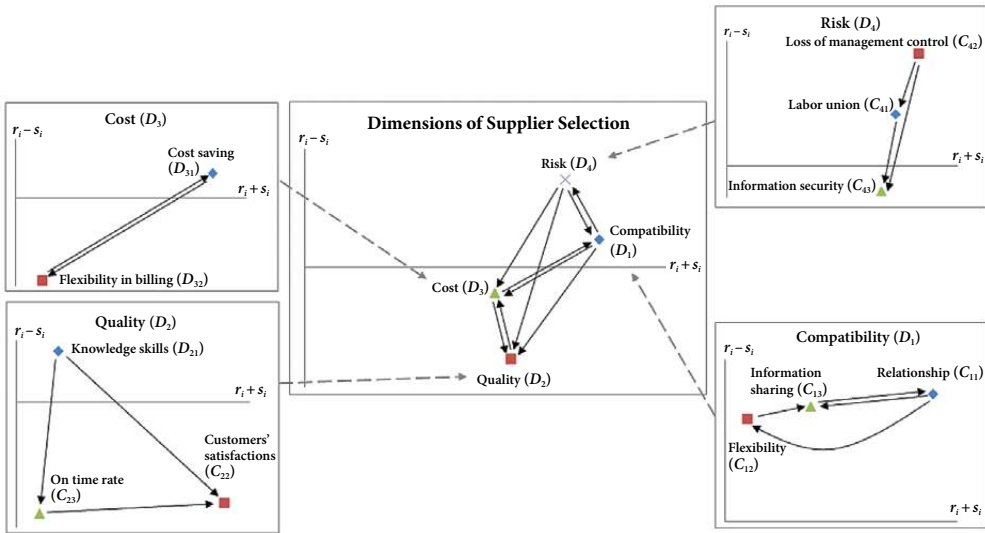 Cost (D₃)
rᵢ – sᵢ
Cost saving
(D₃₁)
rᵢ + sᵢ
Flexibility in billing (D₃₂)
Quality (D₂)
rᵢ – sᵢ
Knowledge skills (D₂₁)
rᵢ + sᵢ
Customers'
satisfactions
(C₂₂)
On time rate
(C₂₃)
Dimensions of Supplier Selection
rᵢ – sᵢ
Risk (D₄)
Compatibility
(D₁)
rᵢ + sᵢ
Cost (D₃)
Quality (D₂)
Risk (D₄)
Loss of management control (C₄₂)
rᵢ – sᵢ
Labor union (C₄₁)
rᵢ + sᵢ
Information security (C₄₃)
Compatibility (D₁)
rᵢ – sᵢ
Information
sharing (C₁₃)
Relationship (C₁₁)
Flexibility
(C₁₂)
rᵢ + sᵢ